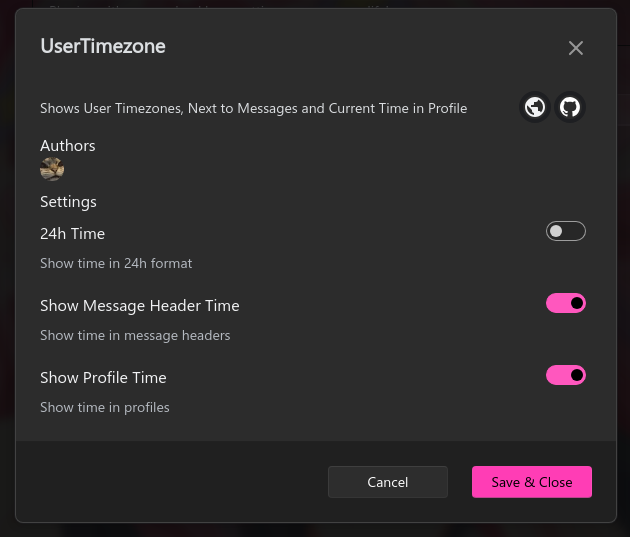 UserTimezone
Shows User Timezones, Next to Messages and Current Time in Profile
Authors
Settings
24h Time
Show time in 24h format
Show Message Header Time
Show time in message headers
Show Profile Time
Show time in profiles
Cancel
Save & Close